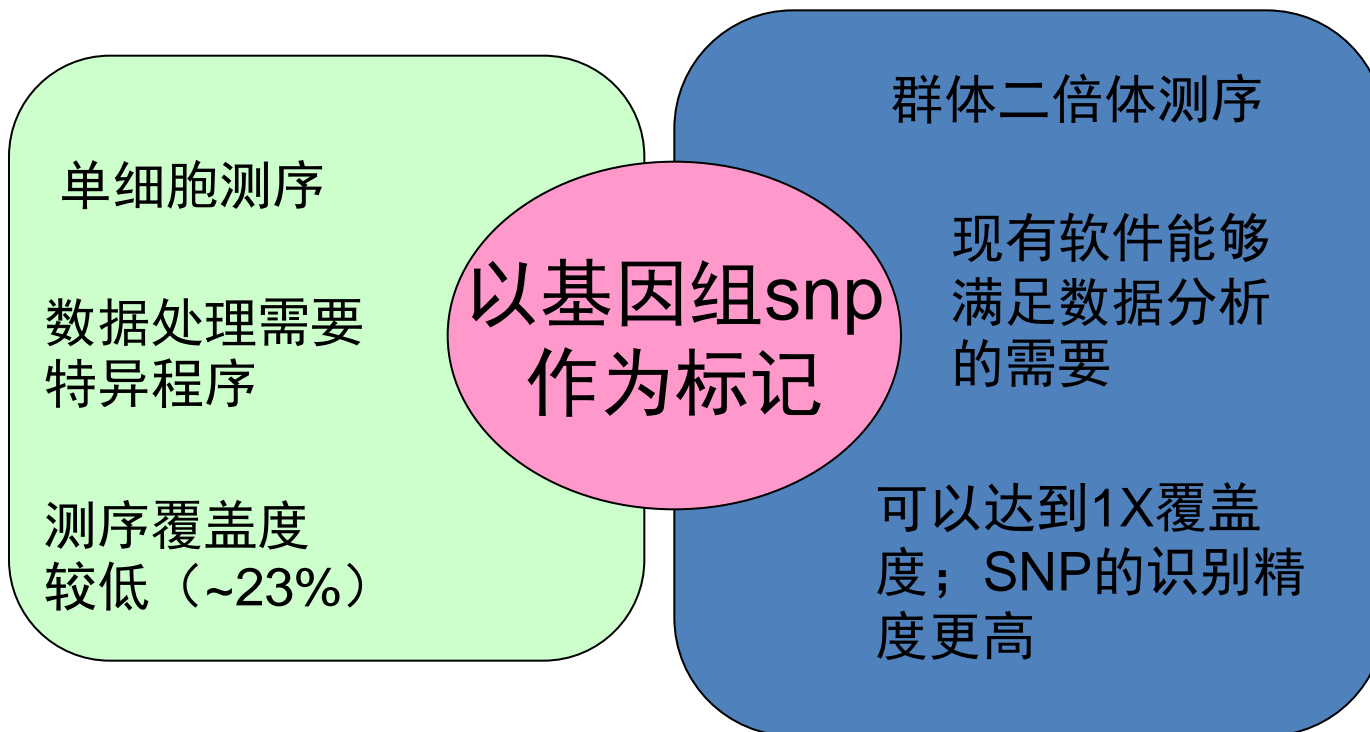 单细胞测序
数据处理需要
特异程序
测序覆盖度
较低（~23%）
以基因组snp
作为标记
群体二倍体测序
现有软件能够
满足数据分析
的需要
可以达到1X覆盖
度；SNP的识别精
度更高